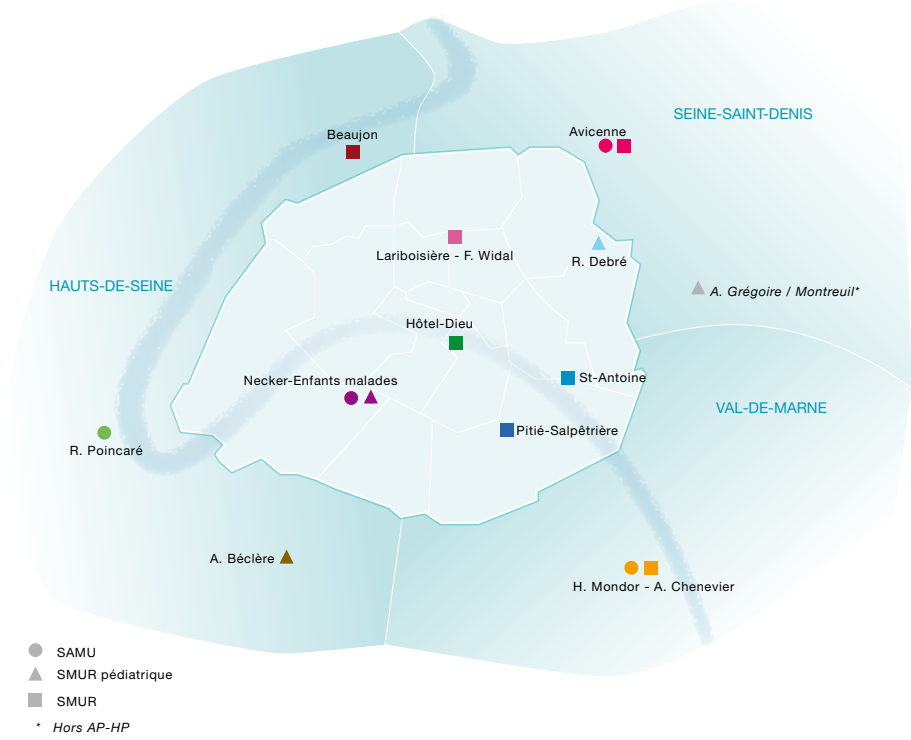 SEINE-SAINT-DENIS
Beaujon
Avicenne
Lariboisière - F. Widal
R. Debré
HAUTS-DE-SEINE
A. Grégoire / Montreuil*
Hôtel-Dieu
Necker-Enfants malades
St-Antoine
VAL-DE-MARNE
Pitié-Salpêtrière
R. Poincaré
A. Béclère
H. Mondor - A. Chenevier
SAMU
SMUR pédiatrique
SMUR
* Hors AP-HP